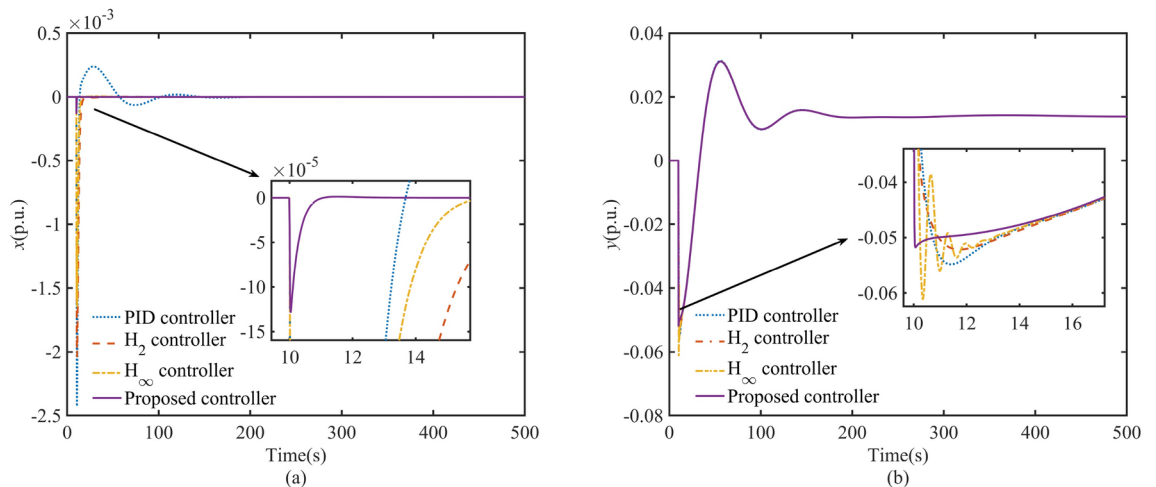 ×10⁻³
0.5
0
-0.5
-1
-1.5
-2
-2.5
x(p.u.)
0 100 200 300 400 500
Time(s)
(a)
×10⁻⁵
0
-5
-10
-15
10 12 14
PID controller
H₂ controller
H∞ controller
Proposed controller
0.04
0.02
0
-0.02
-0.04
-0.06
-0.08
y(p.u.)
0 100 200 300 400 500
Time(s)
(b)
-0.04
-0.05
-0.06
10 12 14 16
PID controller
H₂ controller
H∞ controller
Proposed controller